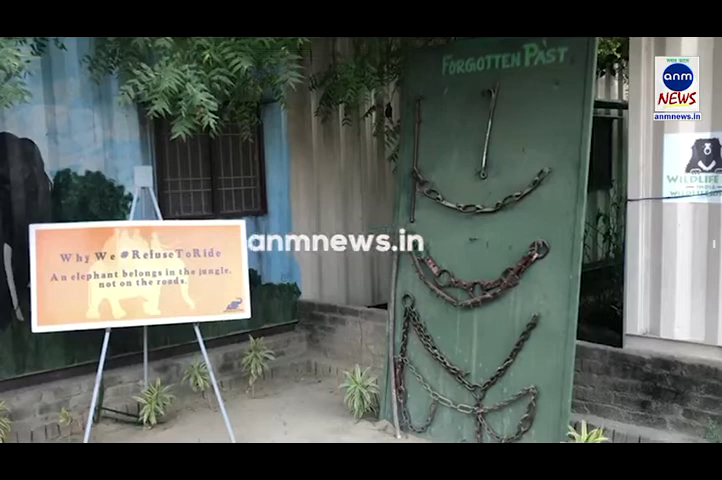 FORGOTTEN PAST
anm
NEWS
anmnews.in
WILDLIFE
Why We #RefuseToRide
An elephant belongs in the jungle,
not on the roads.
anmnews.in